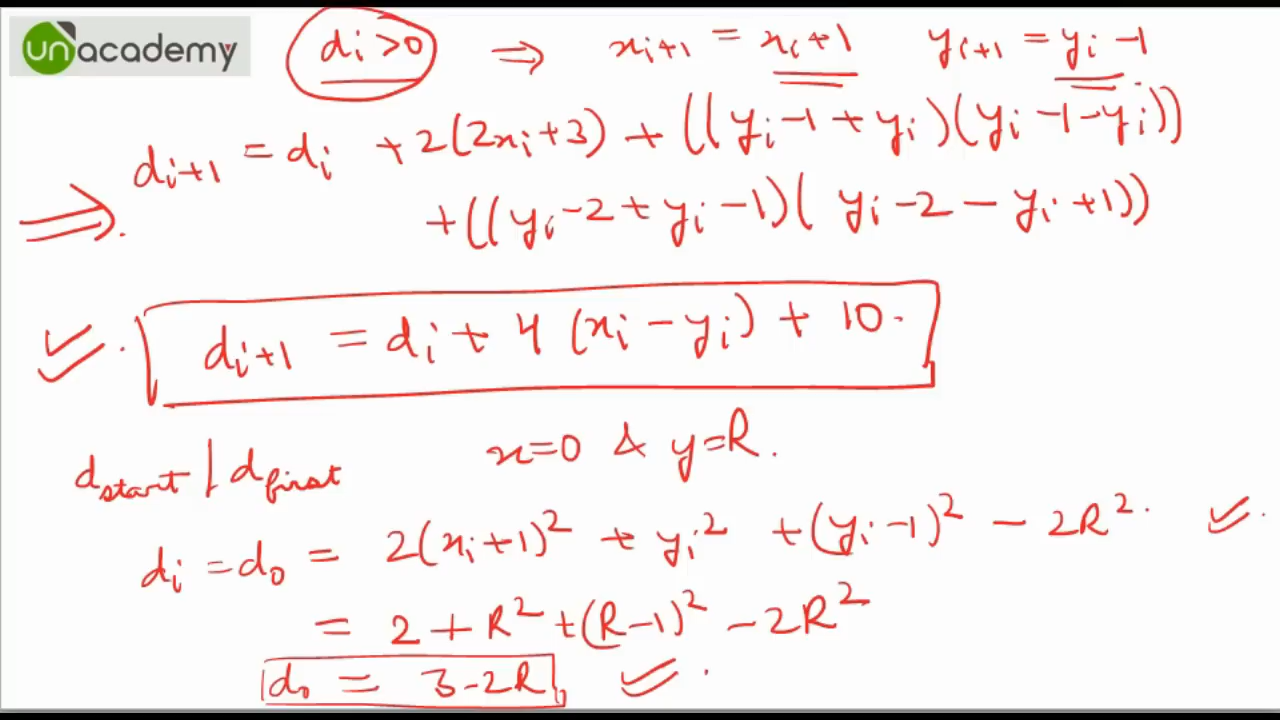 unacademy
di > 0 ⇒ xi+1 = xi+1 yi+1 = yi −1
⇒ di+1 = di + 2(2xi+3) + ((yi−1+yi)(yi−1−yi))
+((yi−2+yi−1)(yi−2−yi+1))
di+1 = di + 4(xi−yi) + 10.
dstart | dfirst x=0 & y=R.
di = d0 = 2(xi+1)² + yi² + (yi−1)² − 2R².
= 2 + R² + (R−1)² − 2R²
d0 = 3−2R